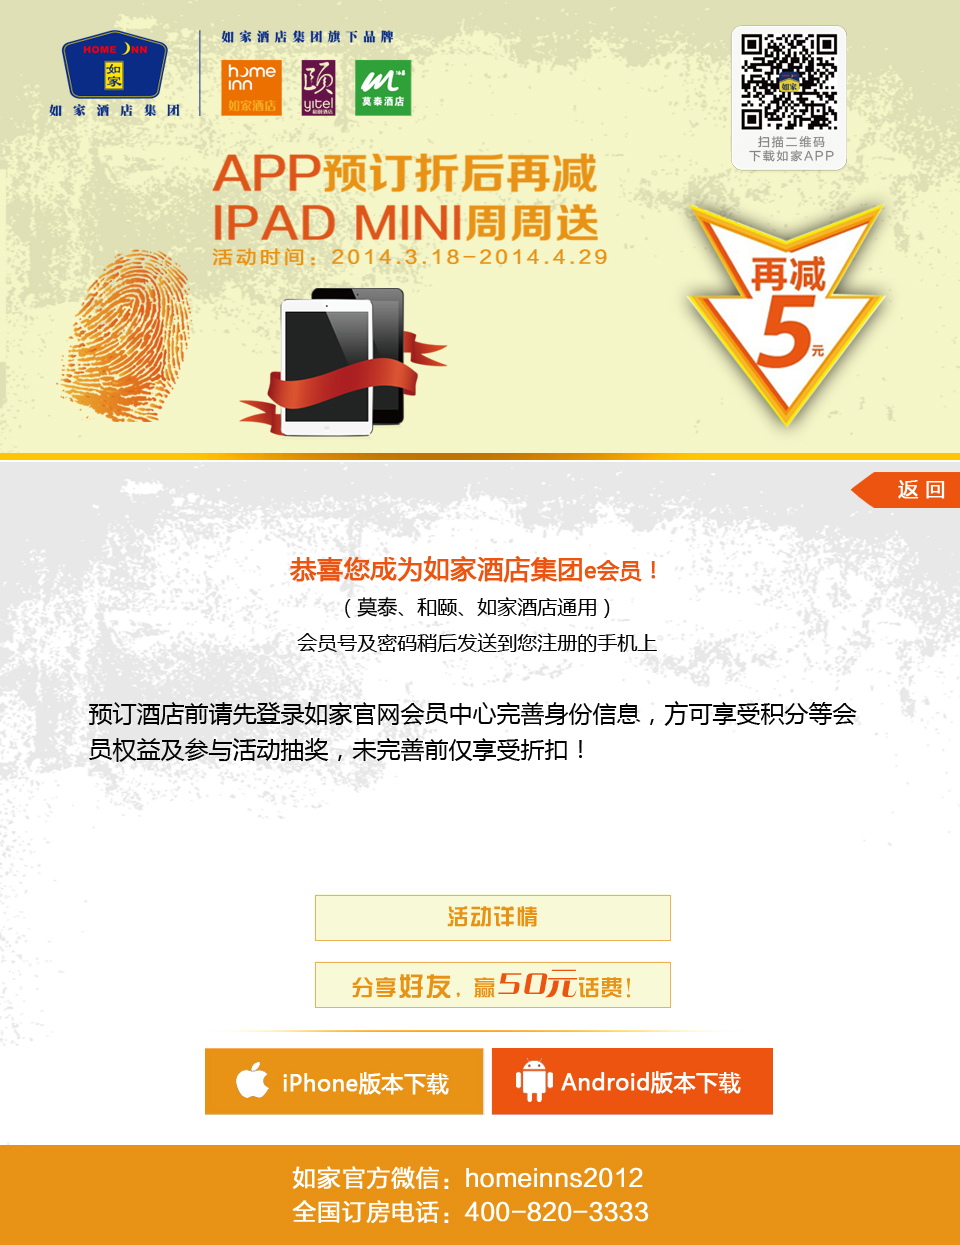 HOME INN
如家
如家酒店集团
如家酒店集团旗下品牌
home inn
如家酒店
颐
yitel
和颐酒店
莫泰168
莫泰酒店
如家
扫描二维码
下载如家APP
APP预订折后再减
IPAD MINI周周送
活动时间：2014.3.18-2014.4.29
再减
5元
返回
恭喜您成为如家酒店集团e会员！
（莫泰、和颐、如家酒店通用）
会员号及密码稍后发送到您注册的手机上
预订酒店前请先登录如家官网会员中心完善身份信息，方可享受积分等会
员权益及参与活动抽奖，未完善前仅享受折扣！
活动详情
分享好友，赢50元话费！
iPhone版本下载
Android版本下载
如家官方微信：homeinns2012
全国订房电话：400-820-3333